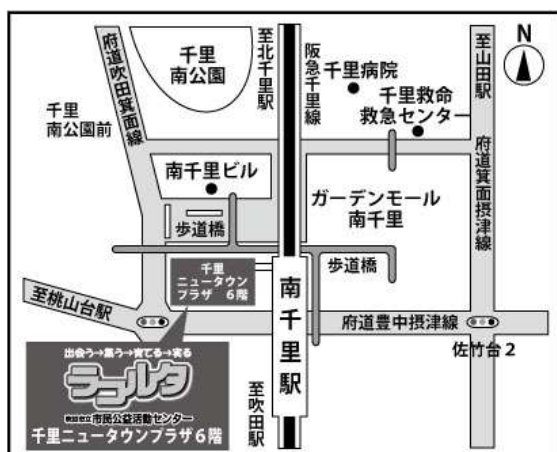 府道吹田箕面線
千里
南公園
至北千里駅
阪急千里線
千里病院
千里救命
救急センター
至山田駅
N
千里
南公園前
府道箕面摂津線
南千里ビル
ガーデンモール
南千里
歩道橋
歩道橋
千里
ニュータウン
プラザ 6階
至桃山台駅
南千里駅
府道豊中摂津線
佐竹台2
出会う→集う→育てる→実る
ラコルタ
吹田市立市民公益活動センター
千里ニュータウンプラザ6階
至吹田駅